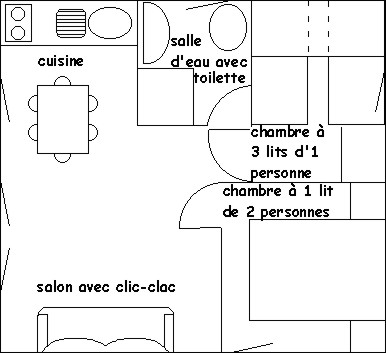 cuisine
salle
d'eau avec
toilette
chambre à
3 lits d'1
personne
chambre à 1 lit
de 2 personnes
salon avec clic-clac